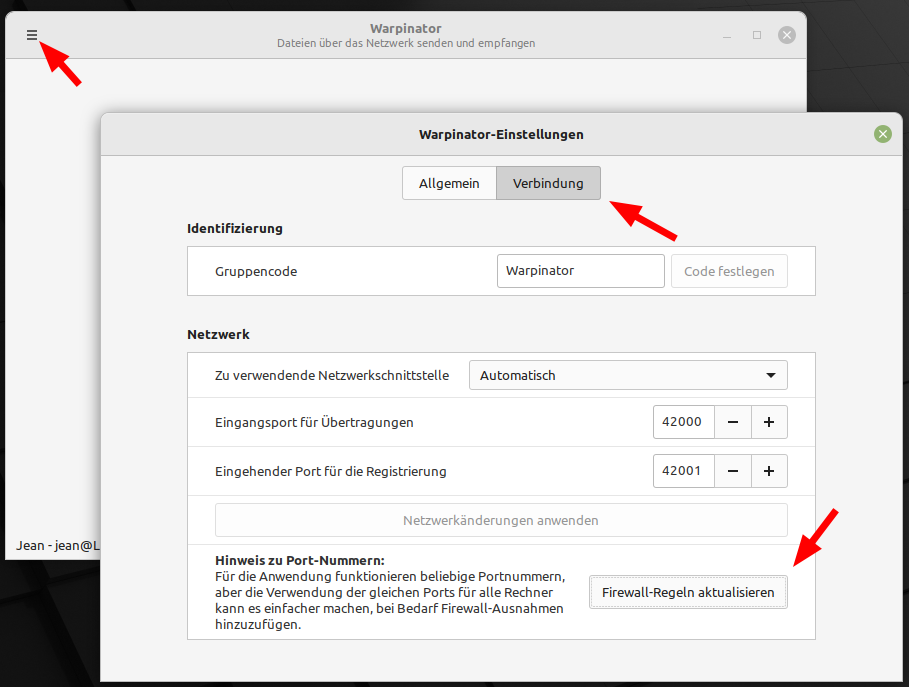 Warpinator
Dateien über das Netzwerk senden und empfangen
Warpinator-Einstellungen
Allgemein
Verbindung
Identifizierung
Gruppencode
Warpinator
Code festlegen
Netzwerk
Zu verwendende Netzwerkschnittstelle
Automatisch
Eingangsport für Übertragungen
42000
Eingehender Port für die Registrierung
42001
Netzwerkänderungen anwenden
Hinweis zu Port-Nummern:
Für die Anwendung funktionieren beliebige Portnummern,
aber die Verwendung der gleichen Ports für alle Rechner
kann es einfacher machen, bei Bedarf Firewall-Ausnahmen
hinzuzufügen.
Firewall-Regeln aktualisieren
Jean - jean@L